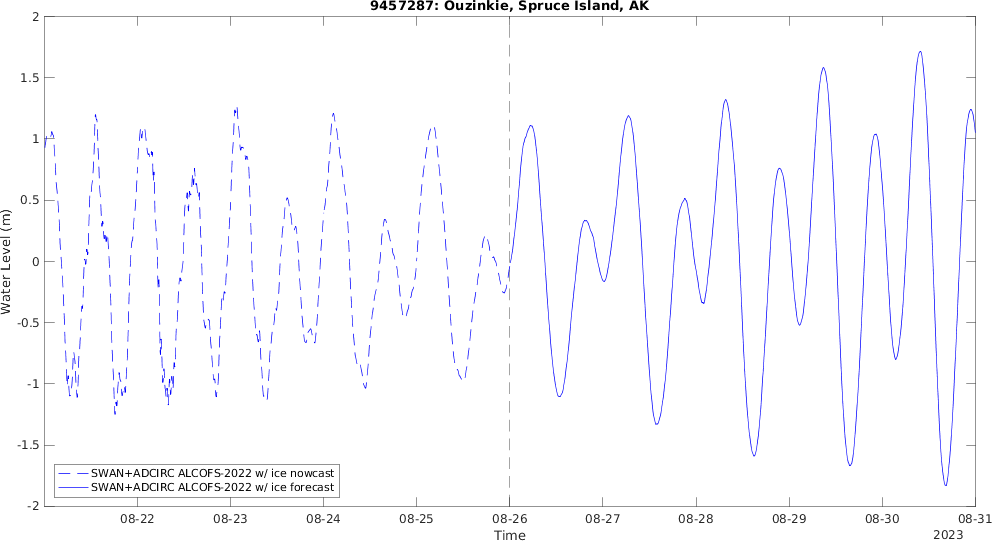 9457287: Ouzinkie, Spruce Island, AK
2
1.5
1
0.5
0
-0.5
-1
-1.5
-2
Water Level (m)
SWAN+ADCIRC ALCOFS-2022 w/ ice nowcast
SWAN+ADCIRC ALCOFS-2022 w/ ice forecast
08-22 08-23 08-24 08-25 08-26 08-27 08-28 08-29 08-30 08-31
Time
2023